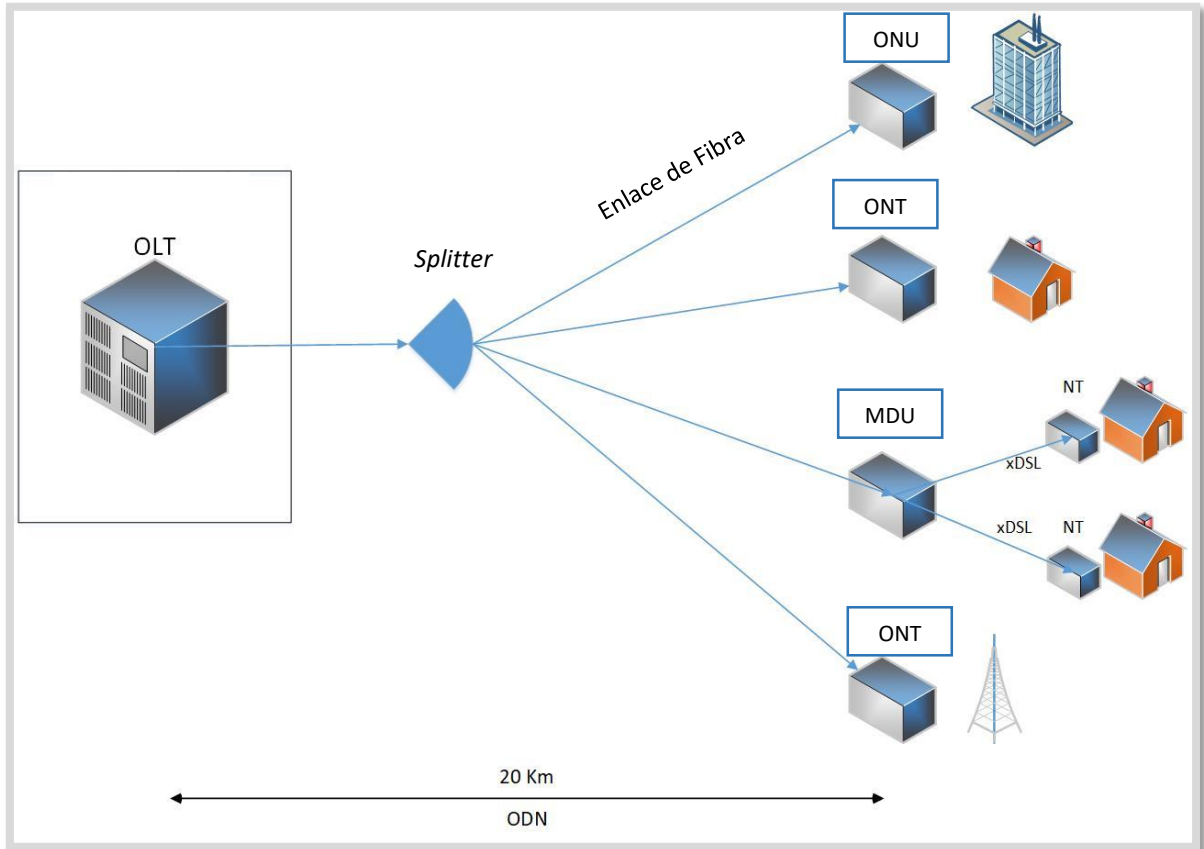 ONU
Enlace de Fibra
ONT
OLT
Splitter
NT
MDU
xDSL
xDSL
NT
ONT
20 Km
ODN